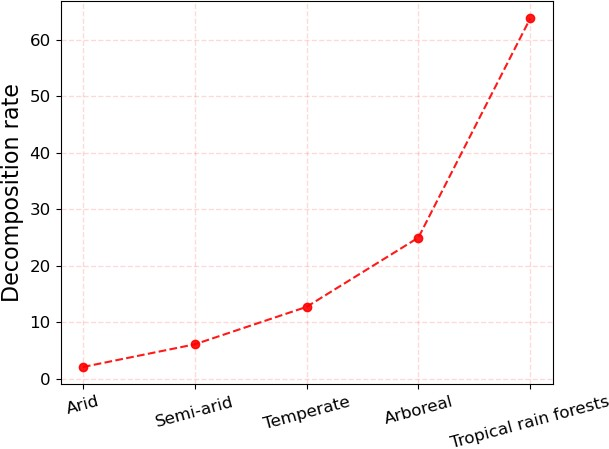 Decomposition rate
60
50
40
30
20
10
0
Arid
Semi-arid
Temperate
Arboreal
Tropical rain forests